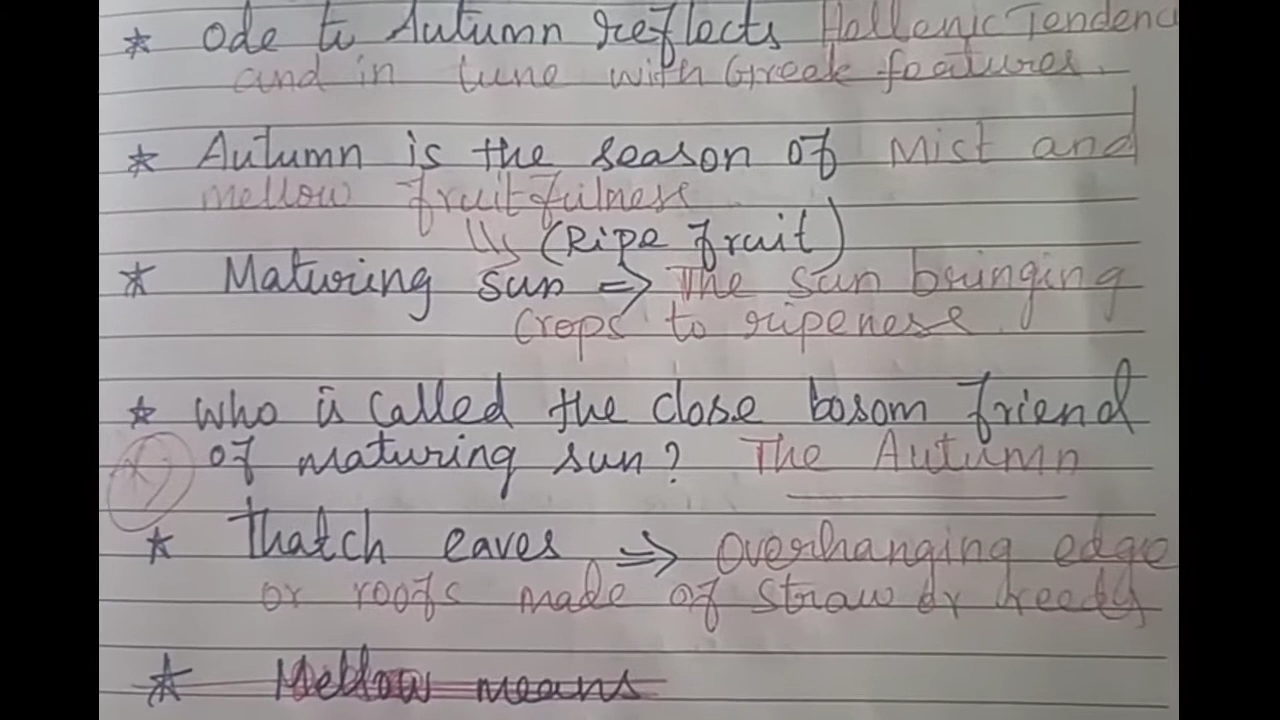 * Ode to Autumn reflects Hellenic Tendenc
and in tune with Greek features.
* Autumn is the season of Mist and
mellow fruitfulness
(Ripe fruit)
* Maturing sun => The sun bringing
Crops to ripeness.
* Who is called the close bosom friend
of maturing sun? The Autumn
* Thatch eaves => overhanging edge
or roofs made of straw or reeds
* Mellow means